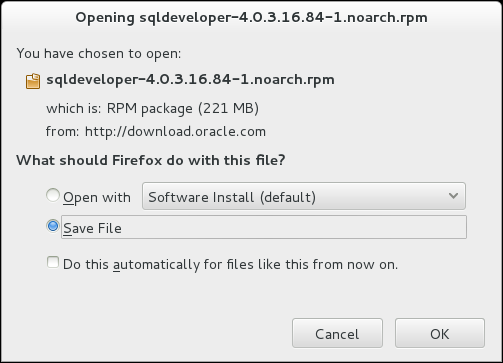 Opening sqldeveloper-4.0.3.16.84-1.noarch.rpm
You have chosen to open:
sqldeveloper-4.0.3.16.84-1.noarch.rpm
which is: RPM package (221 MB)
from: http://download.oracle.com
What should Firefox do with this file?
Open with Software Install (default)
Save File
Do this automatically for files like this from now on.
Cancel OK